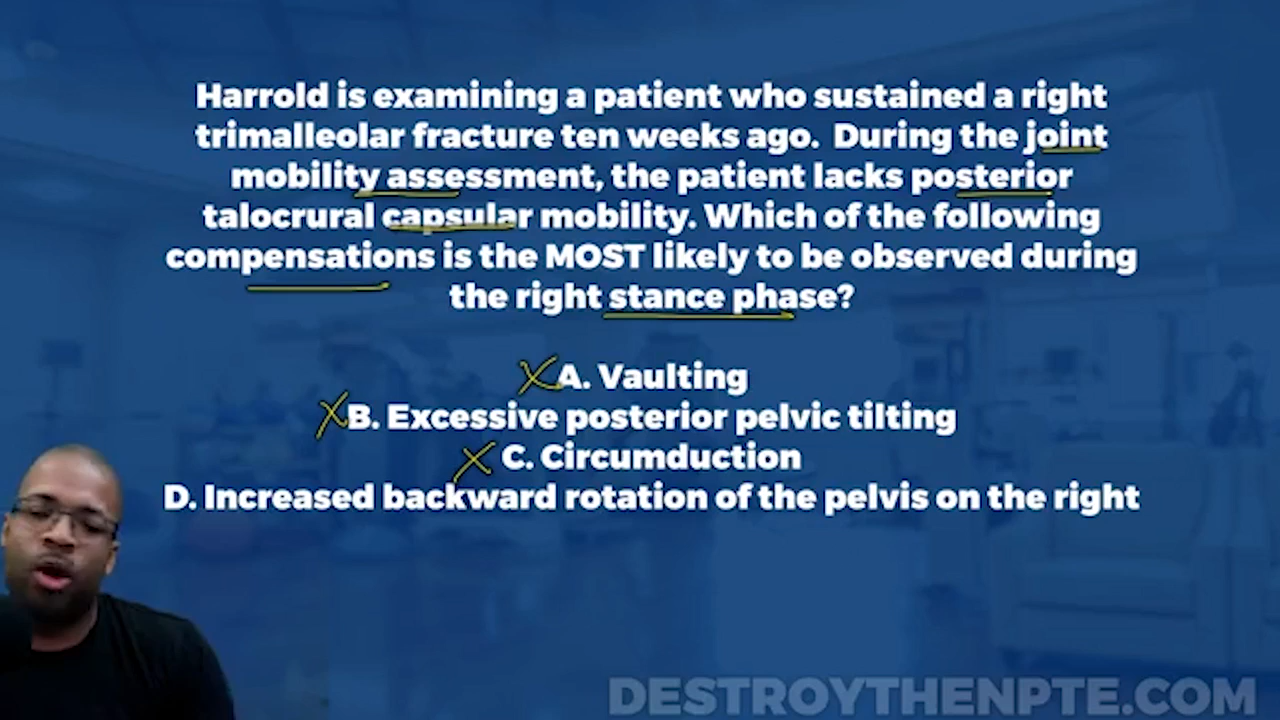 Harrold is examining a patient who sustained a right
trimalleolar fracture ten weeks ago. During the joint
mobility assessment, the patient lacks posterior
talocrural capsular mobility. Which of the following
compensations is the MOST likely to be observed during
the right stance phase?
A. Vaulting
B. Excessive posterior pelvic tilting
C. Circumduction
D. Increased backward rotation of the pelvis on the right
DESTROYTHENPTE.COM